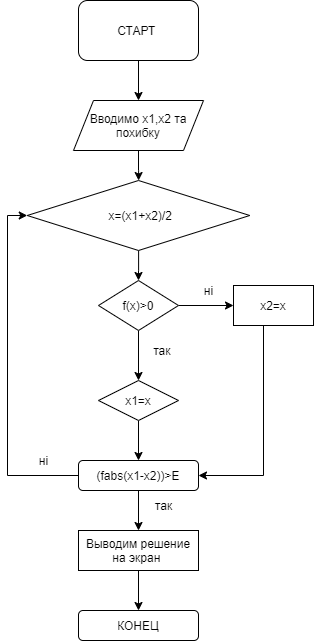 СТАРТ
Вводимо x1,x2 та
похибку
x=(x1+x2)/2
f(x)>0
ні
x2=x
так
x1=x
ні
(fabs(x1-x2))>E
так
Выводим решение
на экран
КОНЕЦ